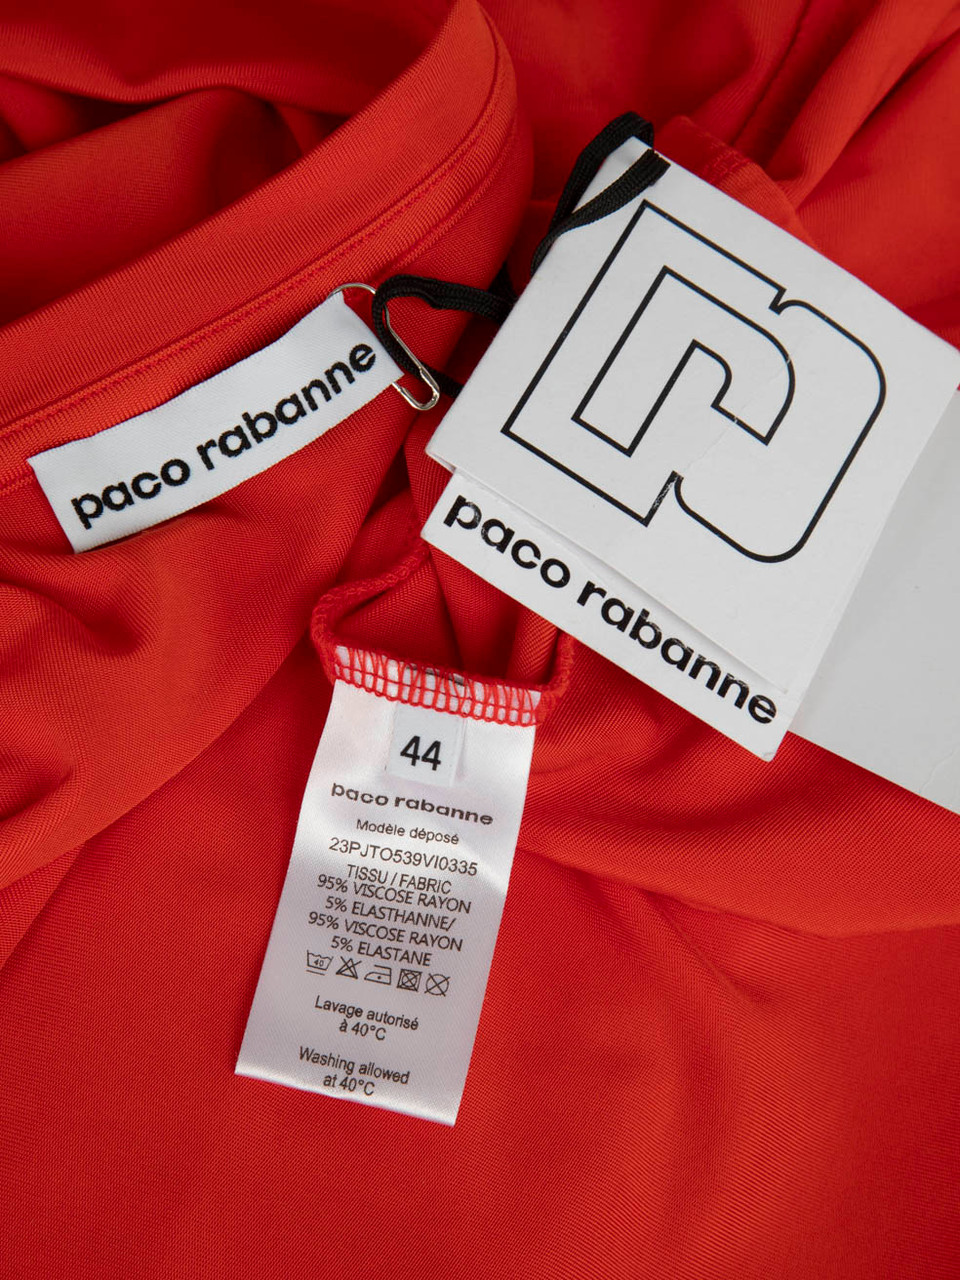 paco rabanne
paco rabanne
44
paco rabanne
Modèle déposé
23PJTO539VI0335
TISSU / FABRIC
95% VISCOSE RAYON
5% ELASTHANNE/
95% VISCOSE RAYON
5% ELASTANE
40
Lavage autorisé
à 40°C
Washing allowed
at 40°C